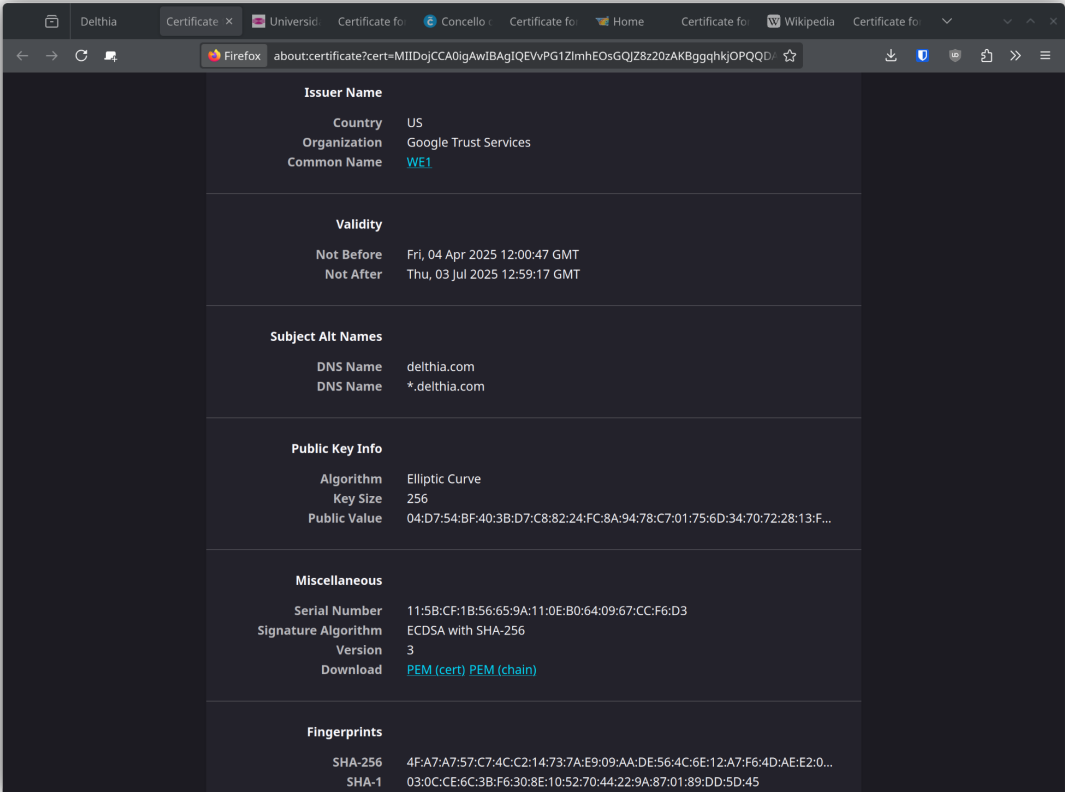 Delthia
Certificate
Universida
Certificate fo
Concello
Certificate fo
Home
Certificate fo
Wikipedia
Certificate fo
Firefox about:certificate?cert=MIIDojCCA0igAwIBAgIQEVvPG1ZlmhEOsGQJZ8z20zAKBggqhkjOPQQDA
Issuer Name
Country US
Organization Google Trust Services
Common Name WE1
Validity
Not Before Fri, 04 Apr 2025 12:00:47 GMT
Not After Thu, 03 Jul 2025 12:59:17 GMT
Subject Alt Names
DNS Name delthia.com
DNS Name *.delthia.com
Public Key Info
Algorithm Elliptic Curve
Key Size 256
Public Value 04:D7:54:BF:40:3B:D7:C8:82:24:FC:8A:94:78:C7:01:75:6D:34:70:72:28:13:F...
Miscellaneous
Serial Number 11:5B:CF:1B:56:65:9A:11:0E:B0:64:09:67:CC:F6:D3
Signature Algorithm ECDSA with SHA-256
Version 3
Download PEM (cert) PEM (chain)
Fingerprints
SHA-256 4F:A7:A7:57:C7:4C:C2:14:73:7A:E9:09:AA:DE:56:4C:6E:12:A7:F6:4D:AE:E2:0...
SHA-1 03:0C:CE:6C:3B:F6:30:8E:10:52:70:44:22:9A:87:01:89:DD:5D:45